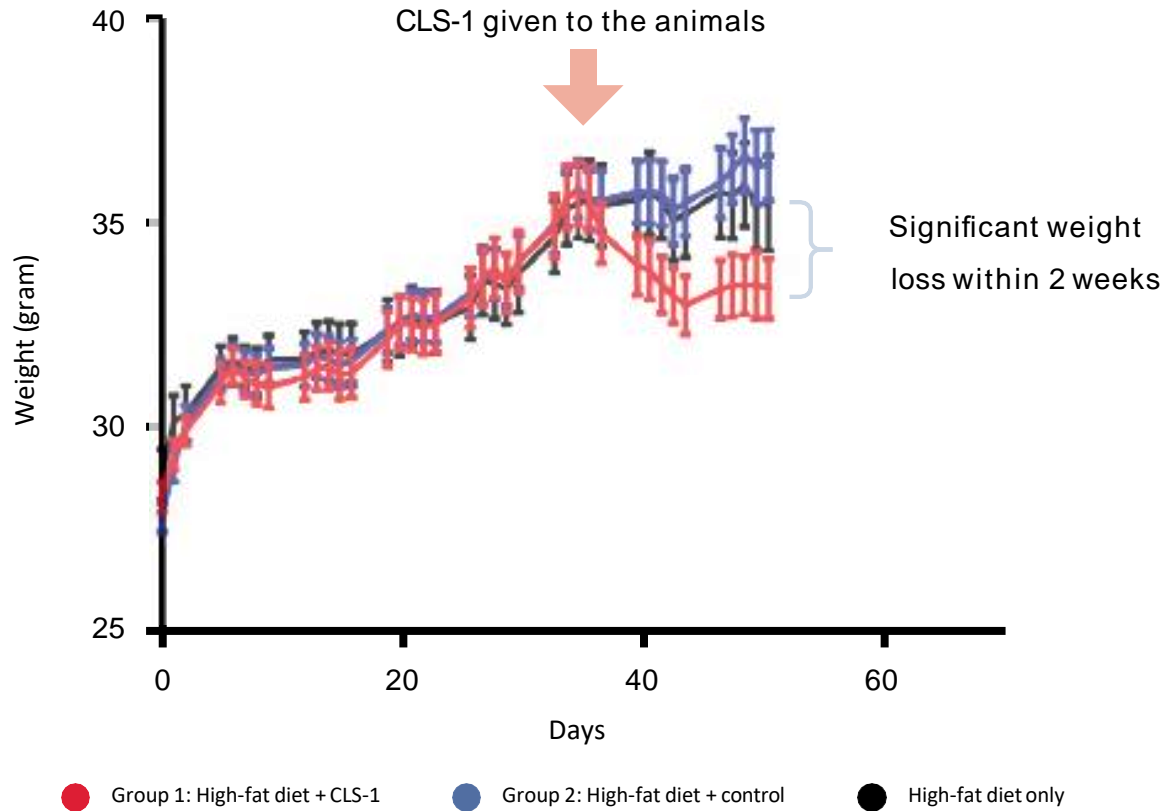 CLS-1 given to the animals
40
35
30
25
Weight (gram)
Significant weight
loss within 2 weeks
0
20
40
60
Days
Group 1: High-fat diet + CLS-1
Group 2: High-fat diet + control
High-fat diet only